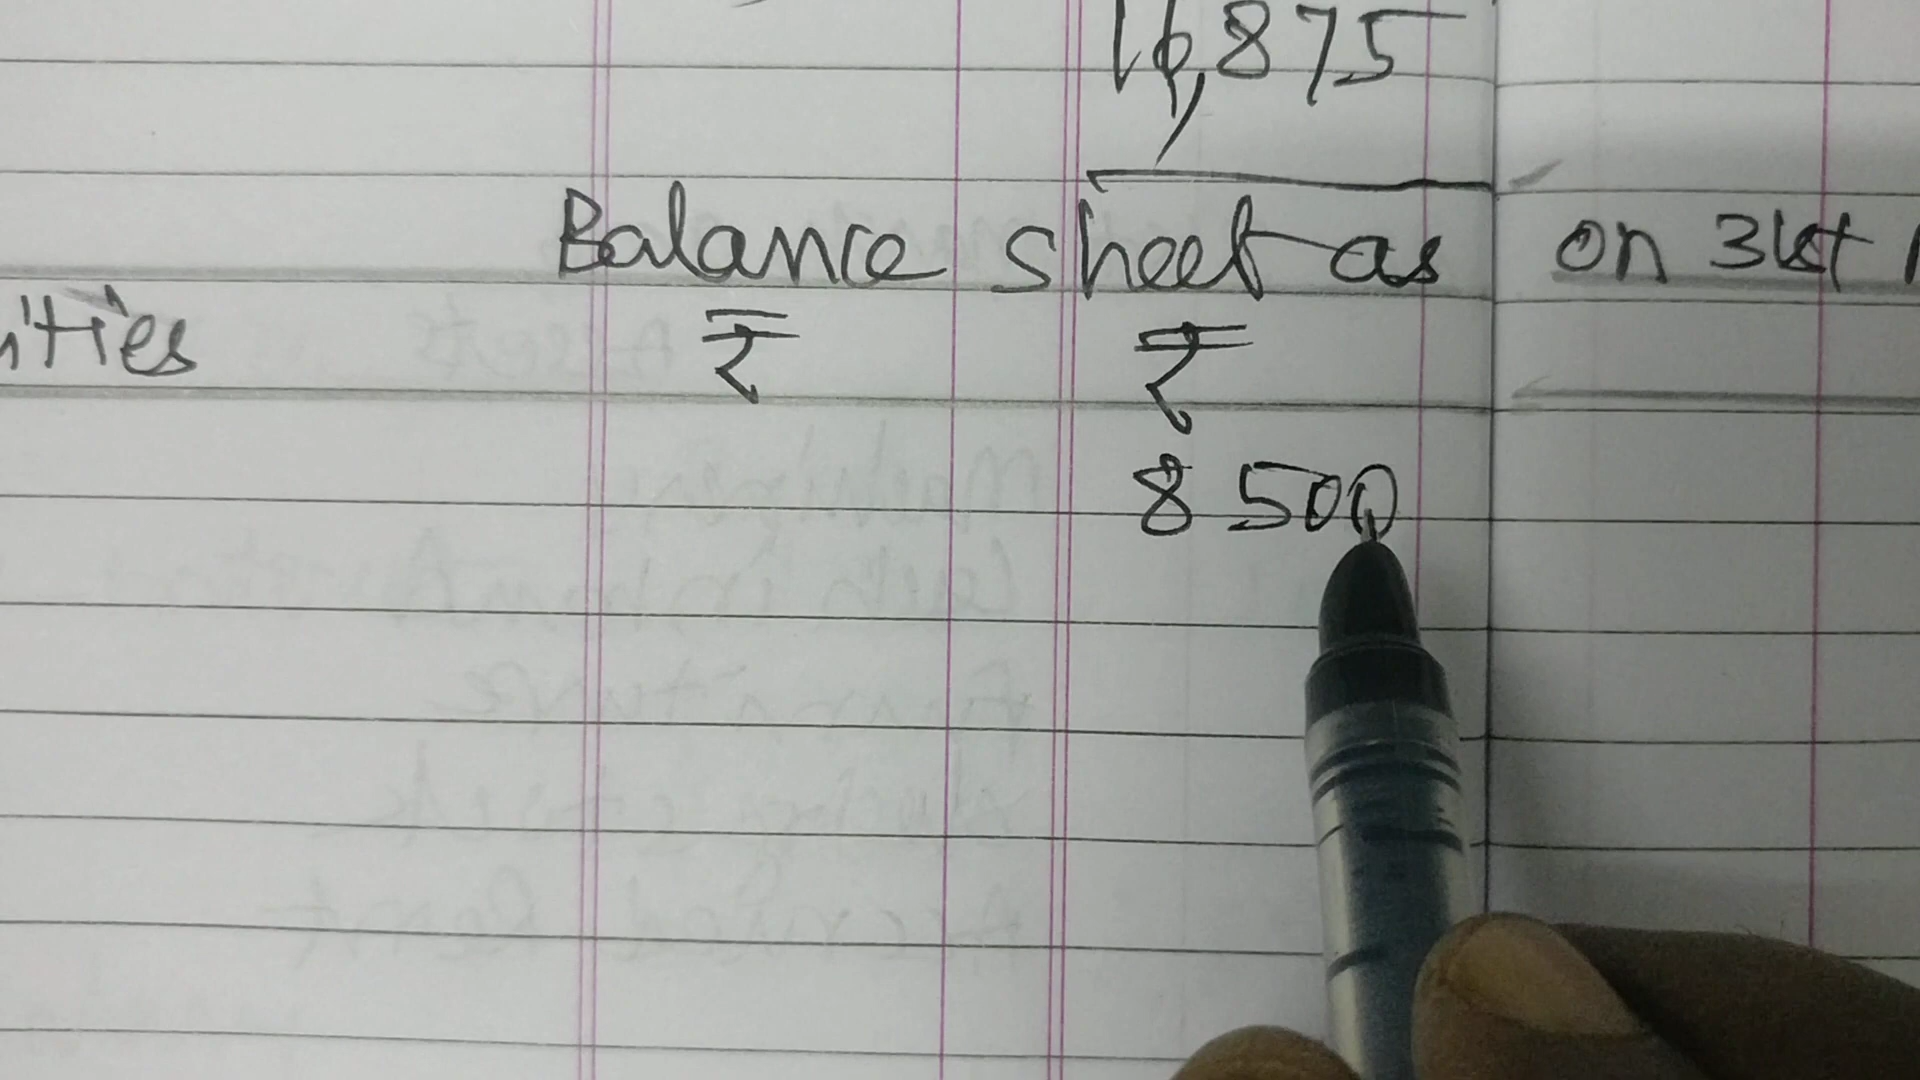 16,875
Balance sheet as on 31st
ities ₹ ₹
8500